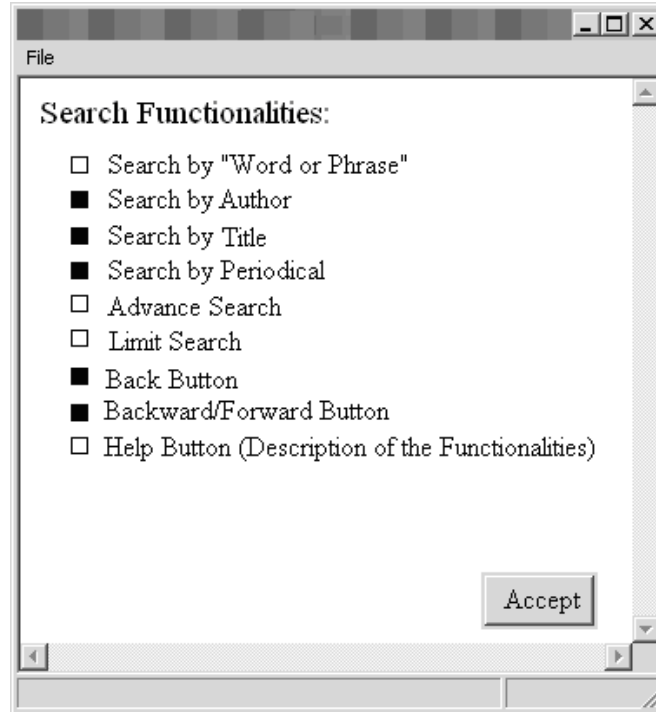 File
Search Functionalities:
Search by "Word or Phrase"
Search by Author
Search by Title
Search by Periodical
Advance Search
Limit Search
Back Button
Backward/Forward Button
Help Button (Description of the Functionalities)
Accept